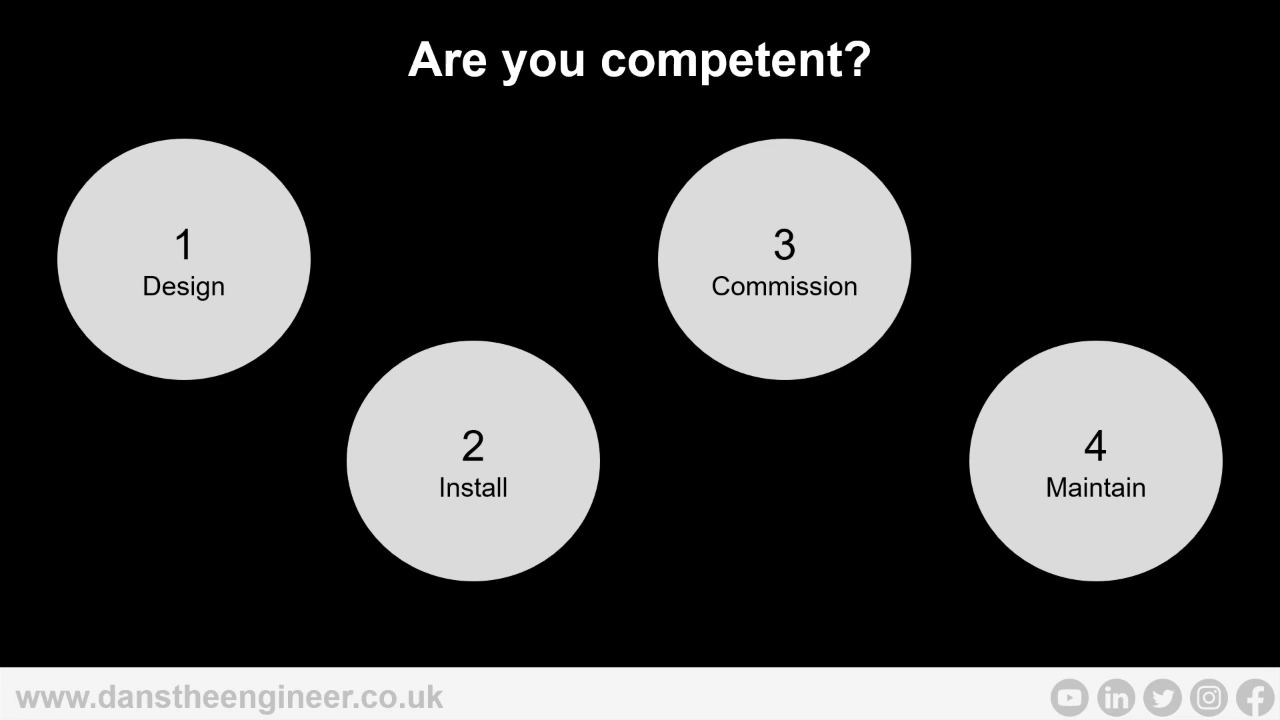 Are you competent?
1
Design
2
Install
3
Commission
4
Maintain
www.danstheengineer.co.uk